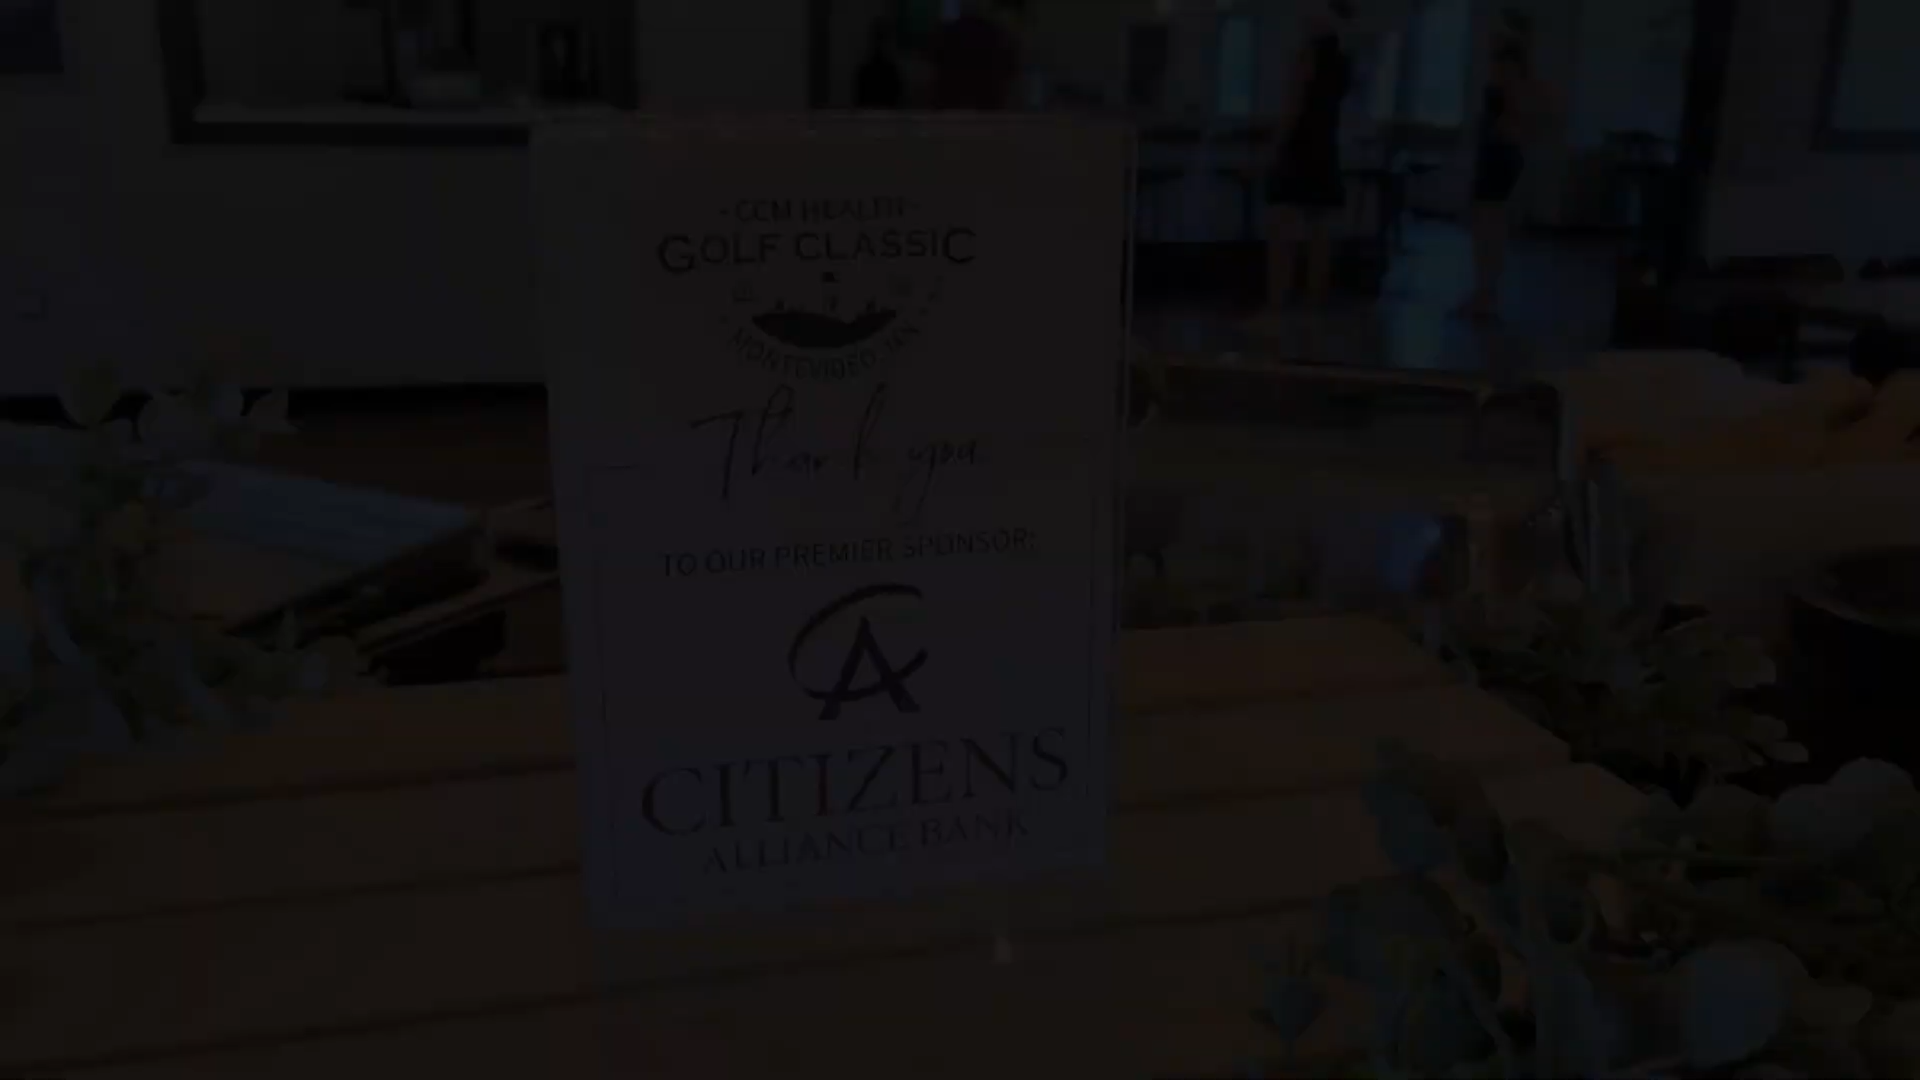 - CCM HEALTH -
GOLF CLASSIC
MONTEVIDEO, MN
Thank you
TO OUR PREMIER SPONSOR:
CA
CITIZENS
ALLIANCE BANK